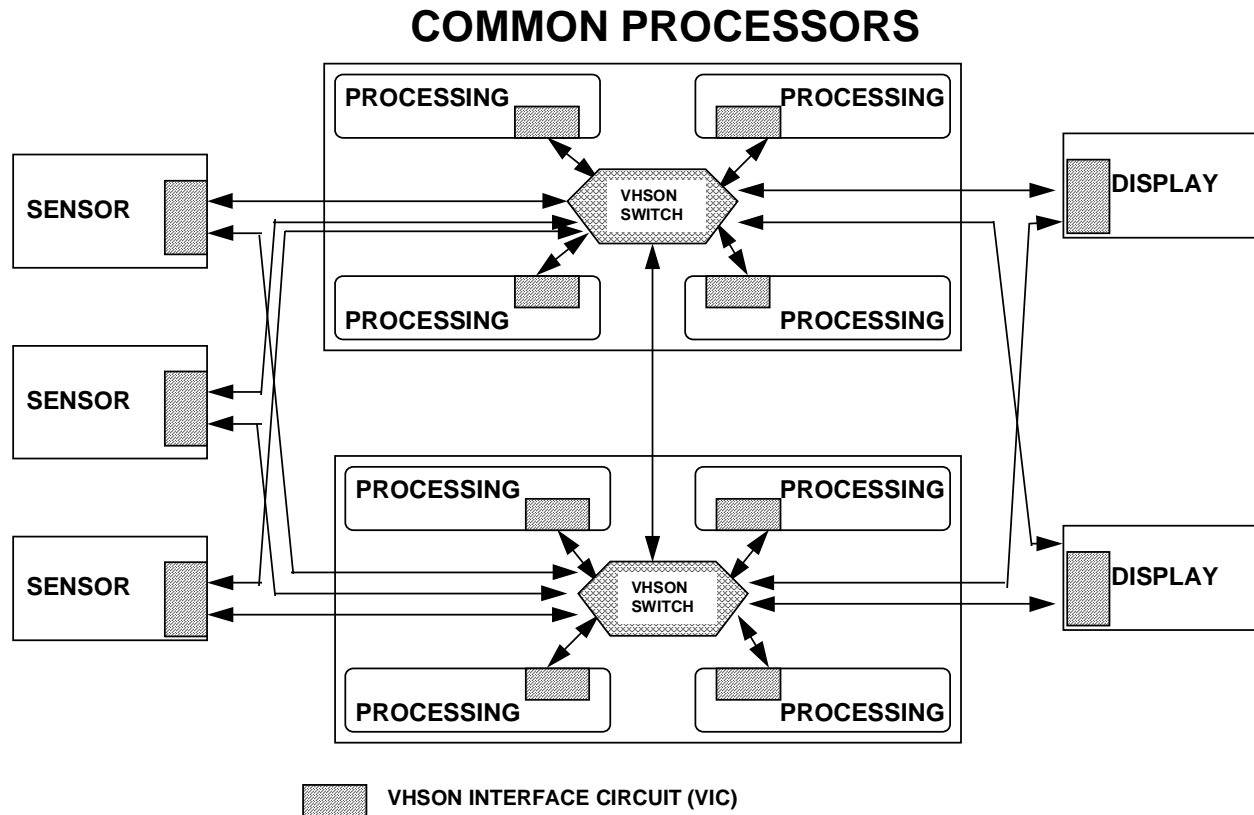 COMMON PROCESSORS
PROCESSING
PROCESSING
SENSOR
VHSON
SWITCH
DISPLAY
PROCESSING
PROCESSING
SENSOR
PROCESSING
PROCESSING
SENSOR
VHSON
SWITCH
DISPLAY
PROCESSING
PROCESSING
VHSON INTERFACE CIRCUIT (VIC)